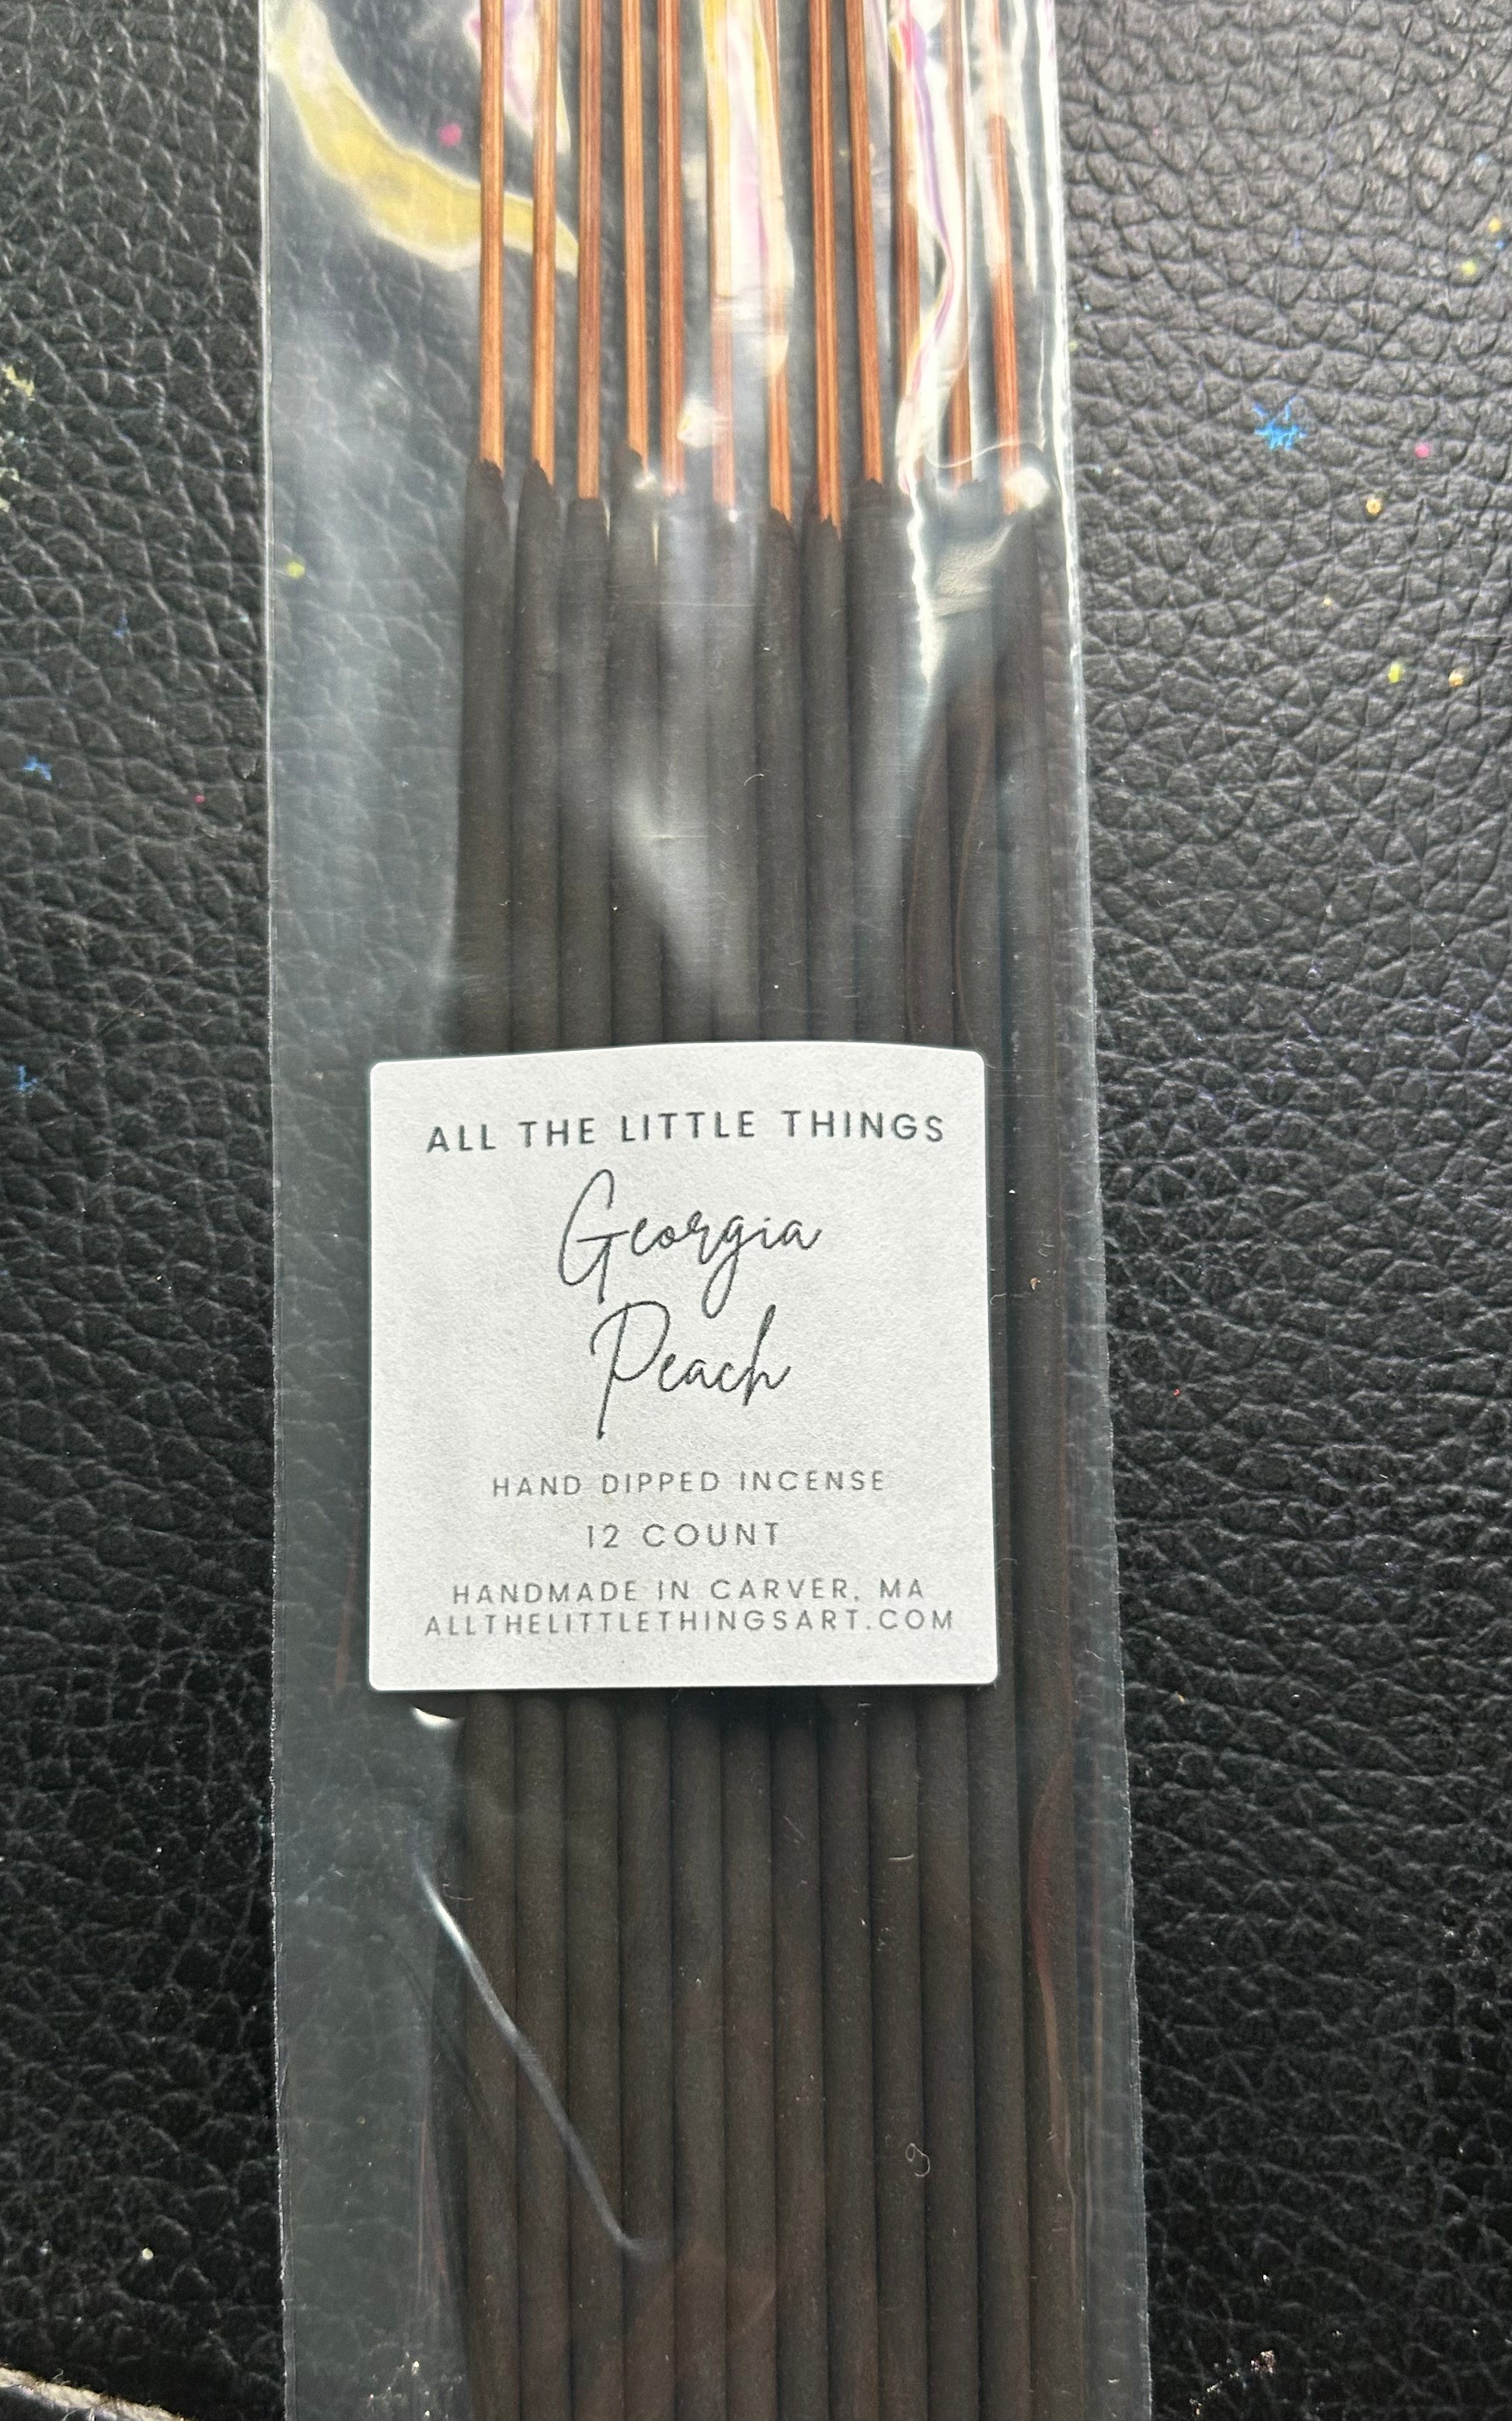 ALL THE LITTLE THINGS
Georgia
Peach
HAND DIPPED INCENSE
12 COUNT
HANDMADE IN CARVER, MA
ALLTHELITTLETHINGSART.COM